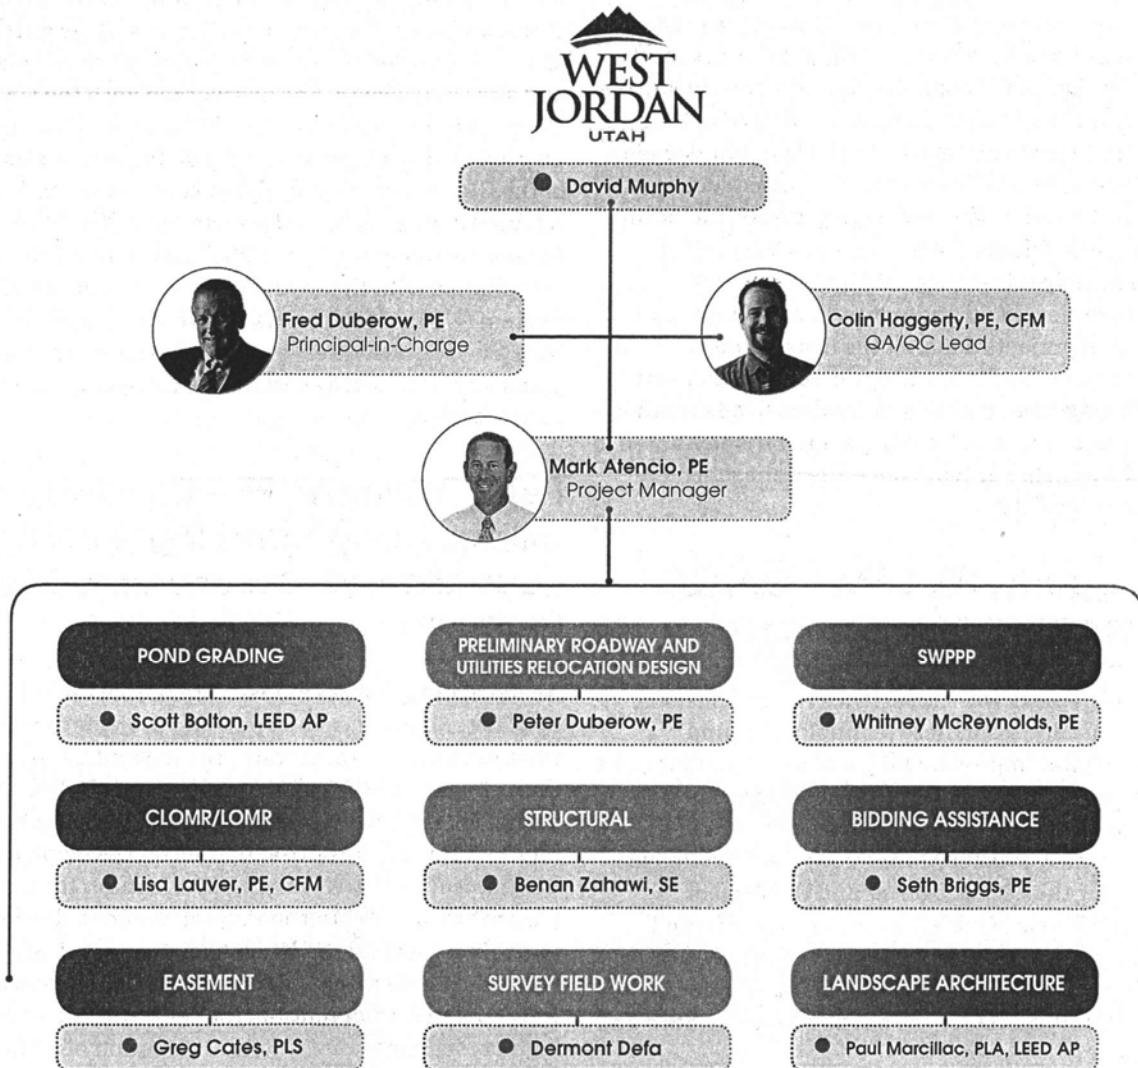 WEST
JORDAN
UTAH
David Murphy
Fred Duberow, PE
Principal-in-Charge
Colin Haggerty, PE, CFM
QA/QC Lead
Mark Atencio, PE
Project Manager
POND GRADING
Scott Bolton, LEED AP
PRELIMINARY ROADWAY AND
UTILITIES RELOCATION DESIGN
Peter Duberow, PE
SWPPP
Whitney McReynolds, PE
CLOMR/LOMR
Lisa Lauver, PE, CFM
STRUCTURAL
Benan Zahawi, SE
BIDDING ASSISTANCE
Seth Briggs, PE
EASEMENT
Greg Cates, PLS
SURVEY FIELD WORK
Dermont Defa
LANDSCAPE ARCHITECTURE
Paul Marcillac, PLA, LEED AP